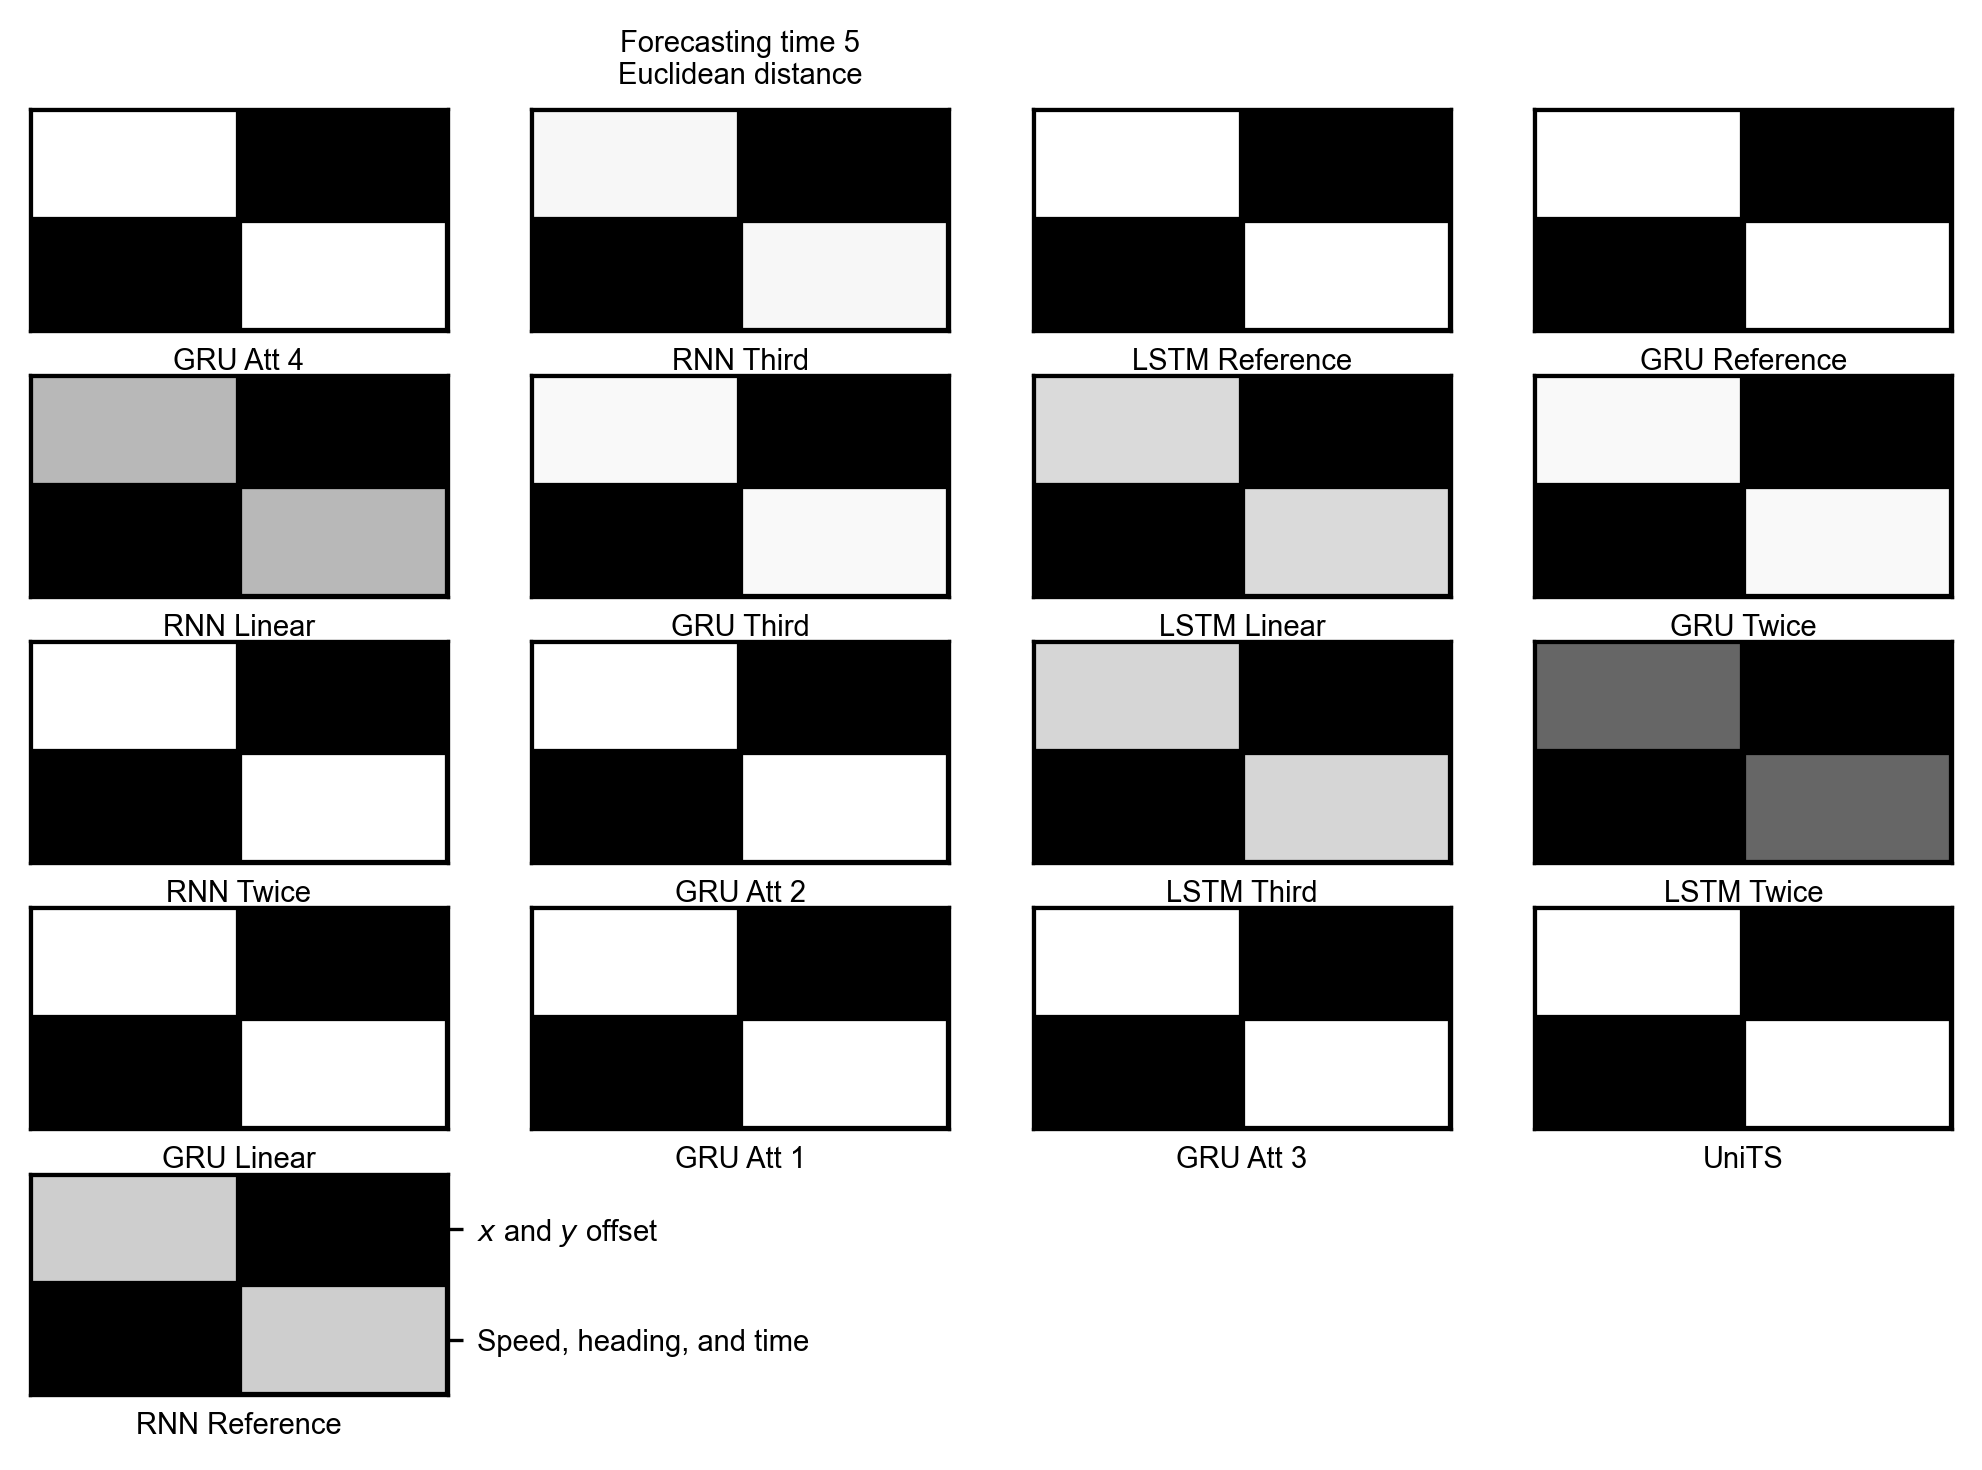 Forecasting time 5
Euclidean distance
GRU Att 4
RNN Third
LSTM Reference
GRU Reference
RNN Linear
GRU Third
LSTM Linear
GRU Twice
RNN Twice
GRU Att 2
LSTM Third
LSTM Twice
GRU Linear
GRU Att 1
GRU Att 3
UniTS
x and y offset
Speed, heading, and time
RNN Reference